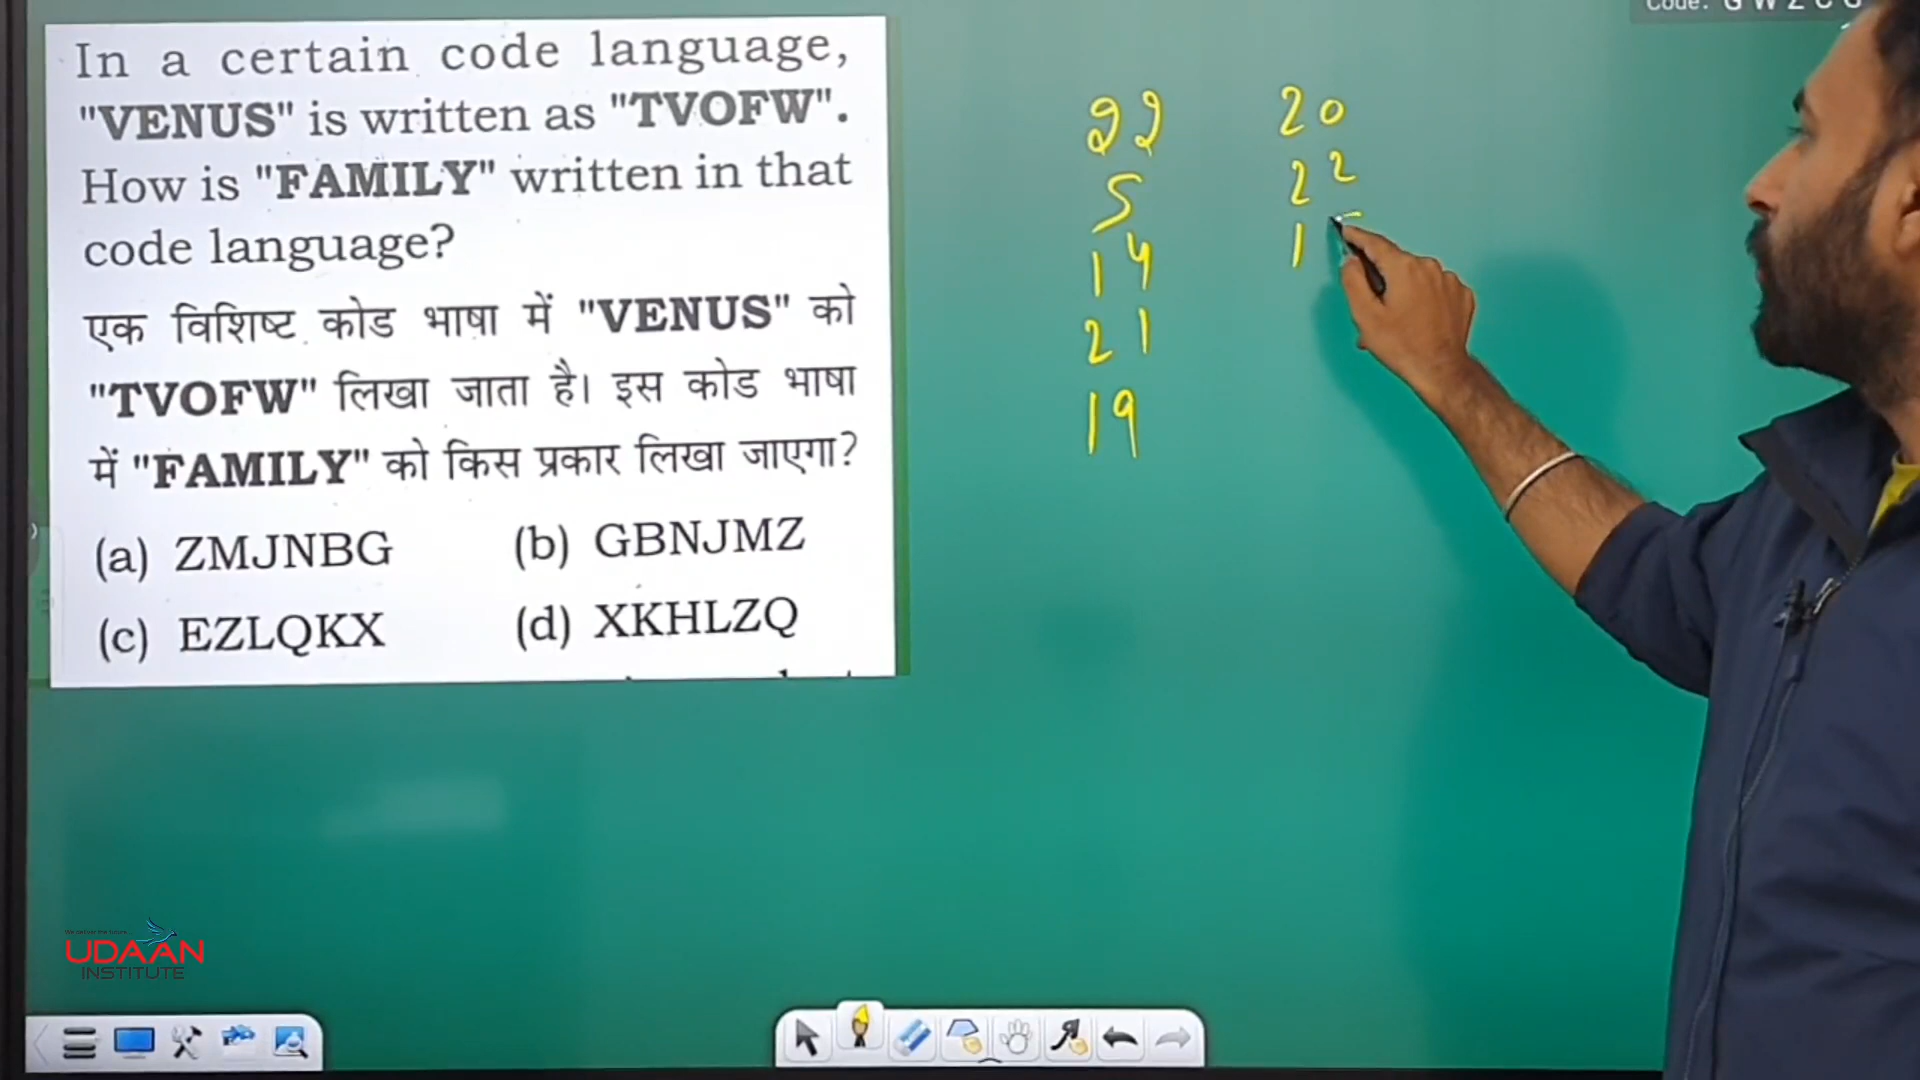 In a certain code language,
"VENUS" is written as "TVOFW".
How is "FAMILY" written in that
code language?
एक विशिष्ट कोड भाषा में "VENUS" को
"TVOFW" लिखा जाता है। इस कोड भाषा
में "FAMILY" को किस प्रकार लिखा जाएगा?
(a) ZMJNBG (b) GBNJMZ
(c) EZLQKX (d) XKHLZQ
22 20
5 22
14 15
21
19
UDAAN
INSTITUTE